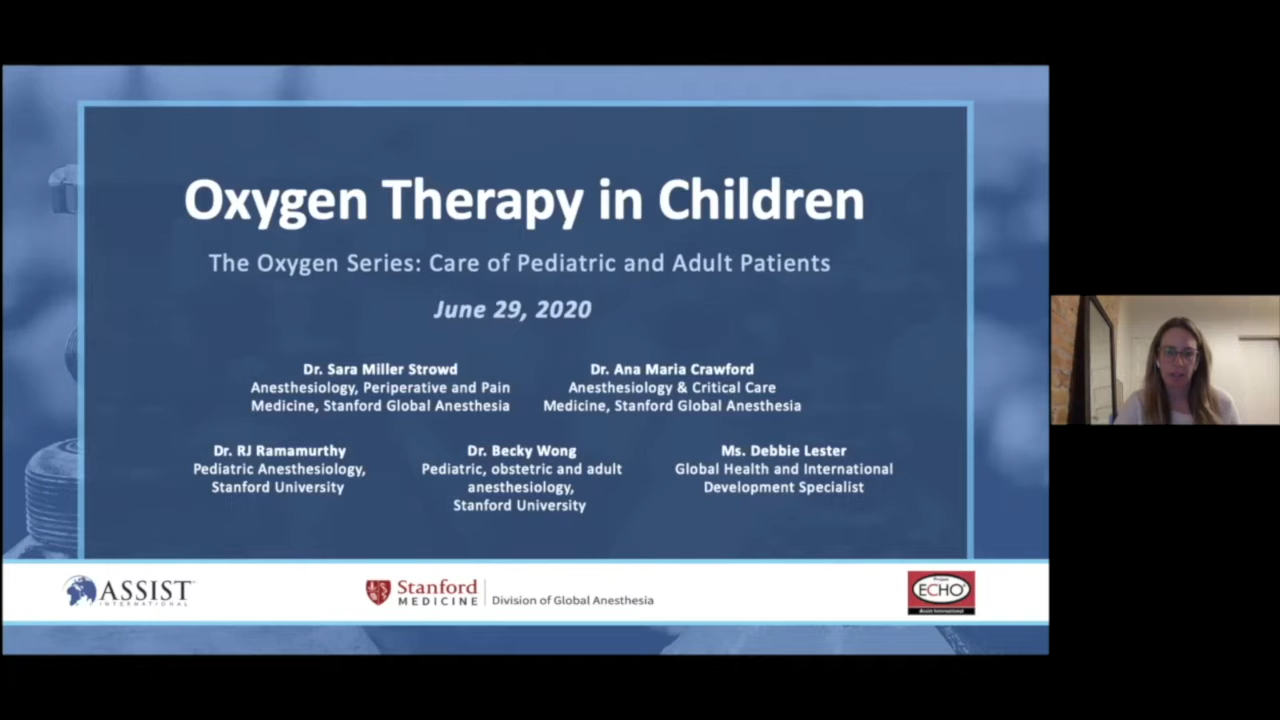 Oxygen Therapy in Children
The Oxygen Series: Care of Pediatric and Adult Patients
June 29, 2020
Dr. Sara Miller Strowd
Anesthesiology, Periperative and Pain
Medicine, Stanford Global Anesthesia
Dr. Ana Maria Crawford
Anesthesiology & Critical Care
Medicine, Stanford Global Anesthesia
Dr. RJ Ramamurthy
Pediatric Anesthesiology,
Stanford University
Dr. Becky Wong
Pediatric, obstetric and adult
anesthesiology,
Stanford University
Ms. Debbie Lester
Global Health and International
Development Specialist
ASSIST
INTERNATIONAL
Stanford
MEDICINE
Division of Global Anesthesia
Project
ECHO
Assist International